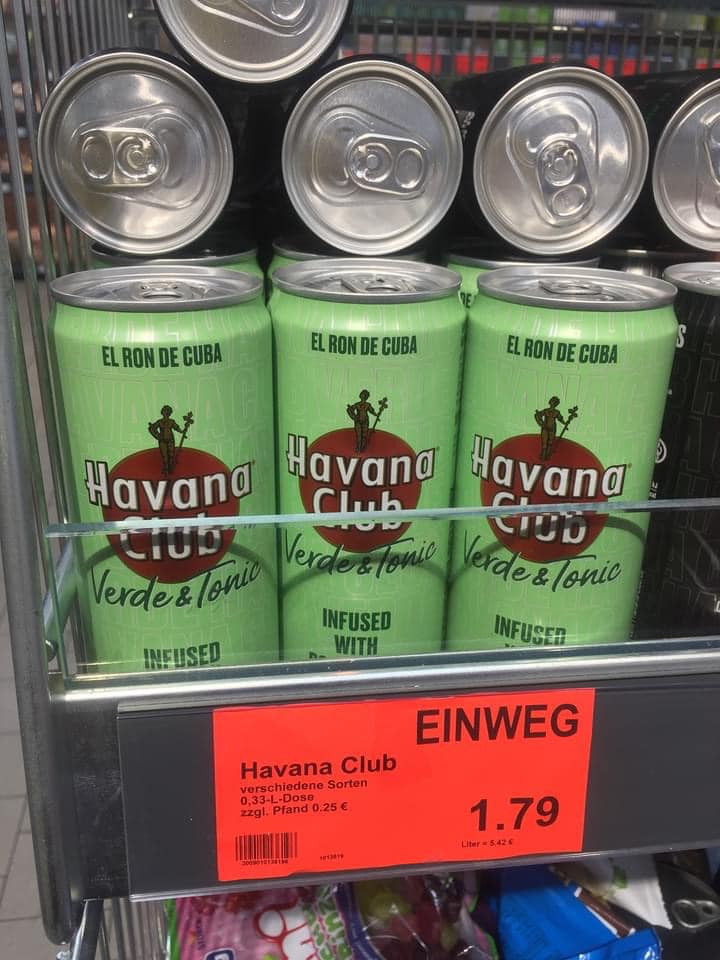 EL RON DE CUBA
Havana
Club
Verde & Tonic
INFUSED
EL RON DE CUBA
Havana
Club
Verde & Tonic
INFUSED
WITH
EL RON DE CUBA
Havana
Club
Verde & Tonic
INFUSED
EINWEG
Havana Club
verschiedene Sorten
0,33-L-Dose
zzgl. Pfand 0.25 €
1.79
Liter = 5.42 €
1013819